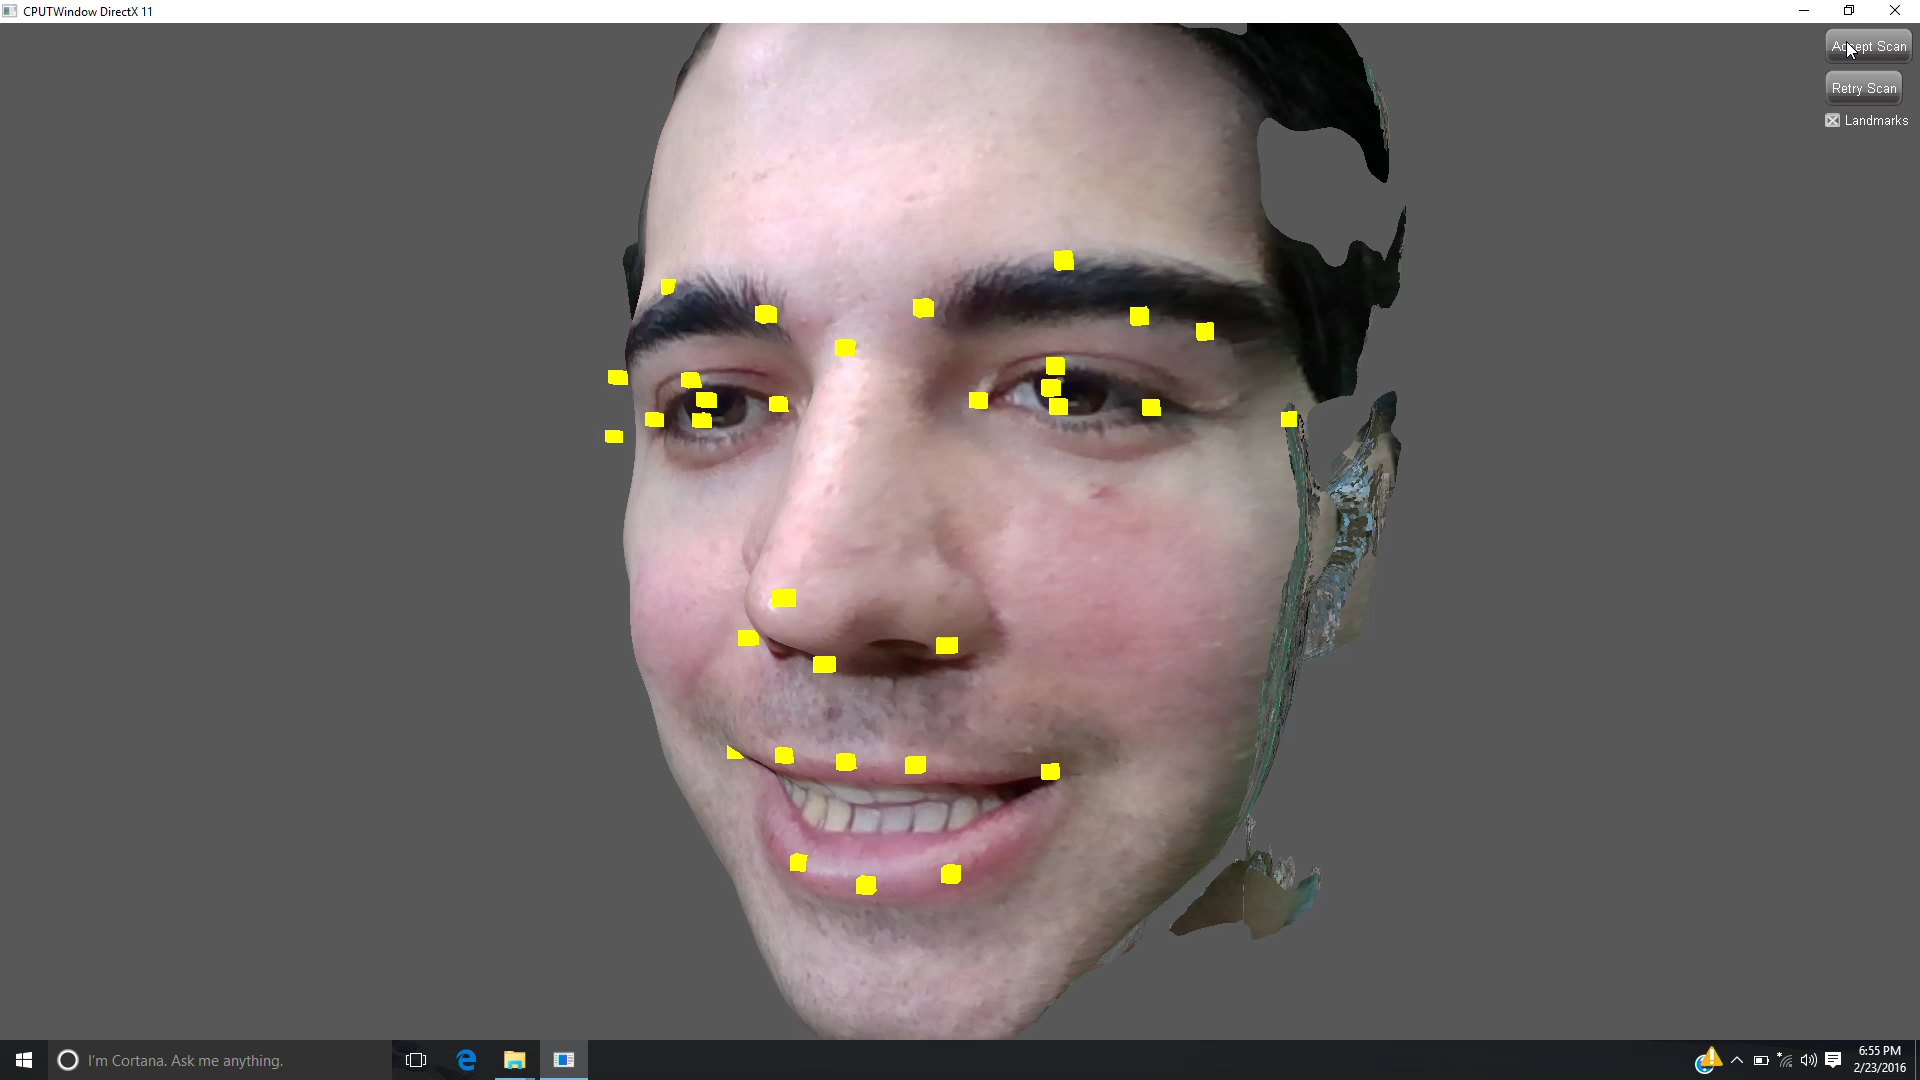 CPUTWindow DirectX 11
Accept Scan
Retry Scan
Landmarks
I'm Cortana. Ask me anything.
6:55 PM
2/23/2016